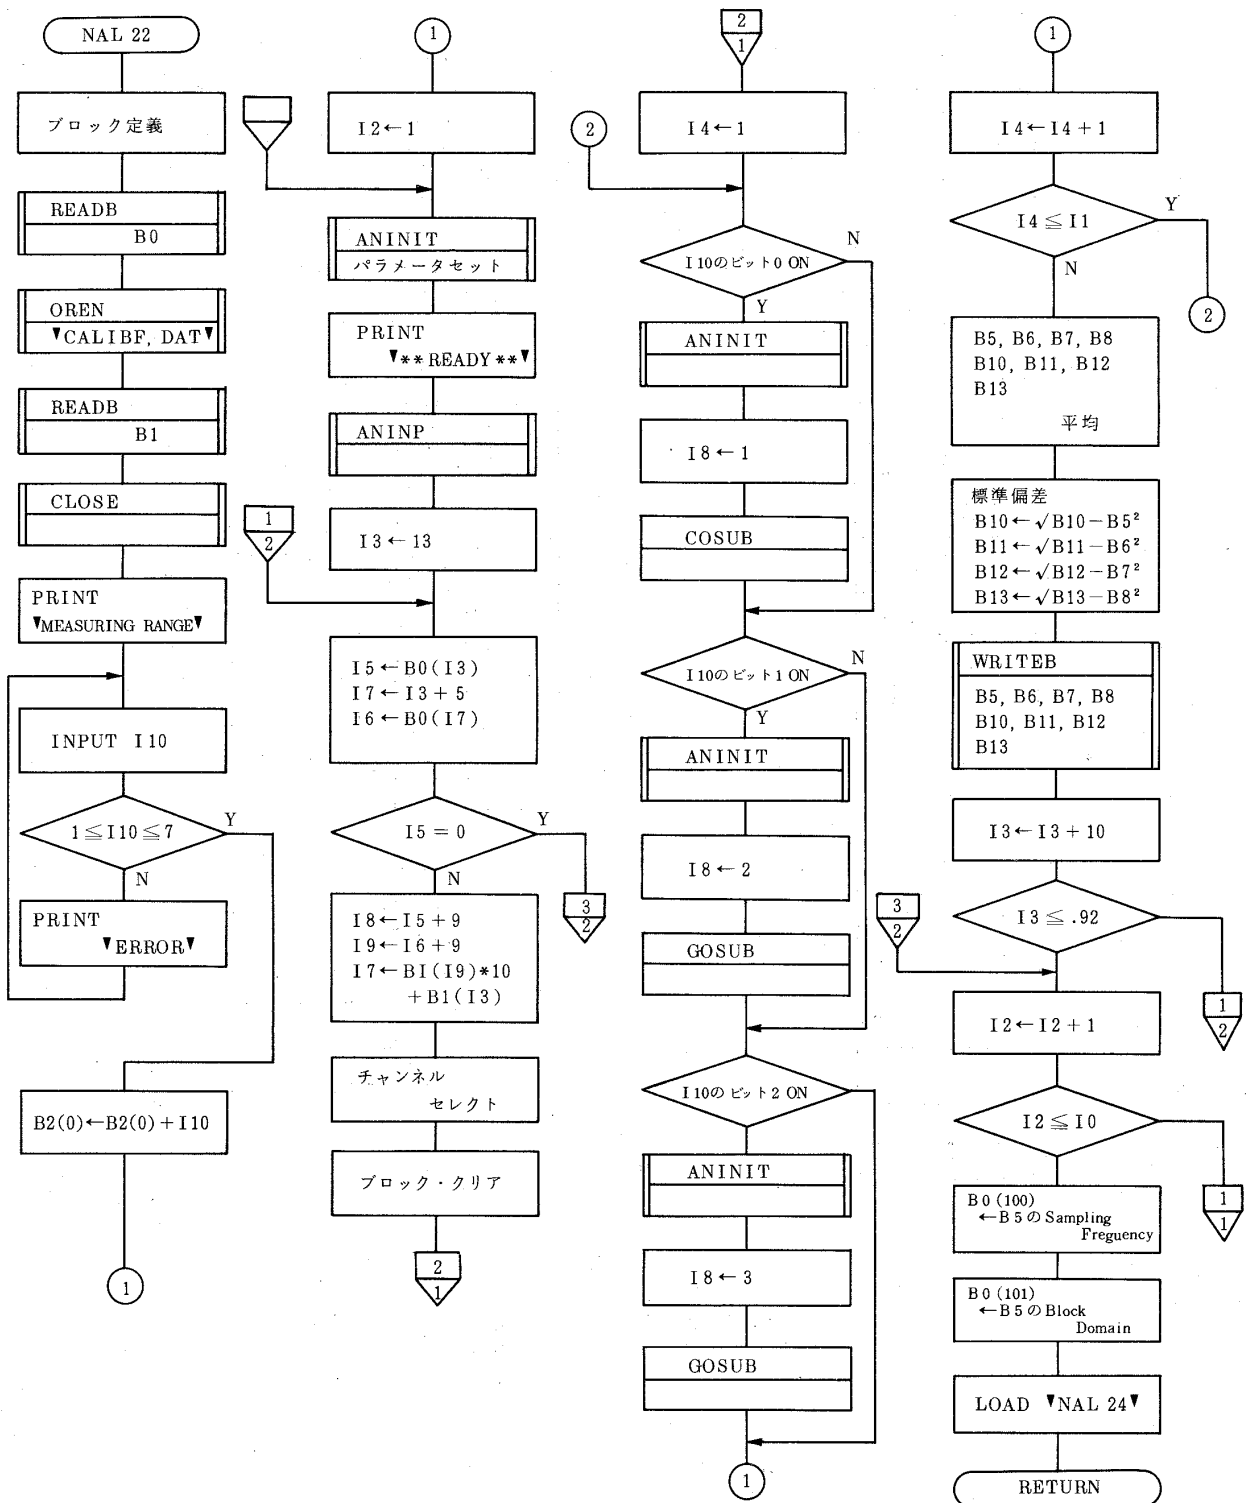 NAL 22
ブロック定義
READB
B0
OREN
▼CALIBF, DAT▼
READB
B1
CLOSE
PRINT
▼MEASURING RANGE▼
INPUT I10
1≦I10≦7
Y
N
PRINT
▼ERROR▼
B2(0)←B2(0)+I10
1
1
I2←1
ANINIT
パラメータセット
PRINT
▼**READY**▼
ANINP
I3←13
1
2
I5←B0(I3)
I7←I3+5
I6←B0(I7)
I5=0
Y
N
3
2
I8←I5+9
I9←I6+9
I7←BI(I9)*10
+B1(I3)
チャンネル
セレクト
ブロック・クリア
2
1
2
1
I4←1
2
I10のビット0 ON
N
Y
ANINIT
I8←1
COSUB
I10のビット1 ON
N
Y
ANINIT
I8←2
GOSUB
I10のビット2 ON
ANINIT
I8←3
GOSUB
1
1
I4←I4+1
I4≦I1
Y
N
2
B5, B6, B7, B8
B10, B11, B12
B13
平均
標準偏差
B10←√B10−B5²
B11←√B11−B6²
B12←√B12−B7²
B13←√B13−B8²
WRITEB
B5, B6, B7, B8
B10, B11, B12
B13
I3←I3+10
I3≦.92
3
2
1
2
I2←I2+1
I2≦I0
1
1
B0(100)
←B5のSampling
Freguency
B0(101)
←B5のBlock
Domain
LOAD ▼NAL 24▼
RETURN